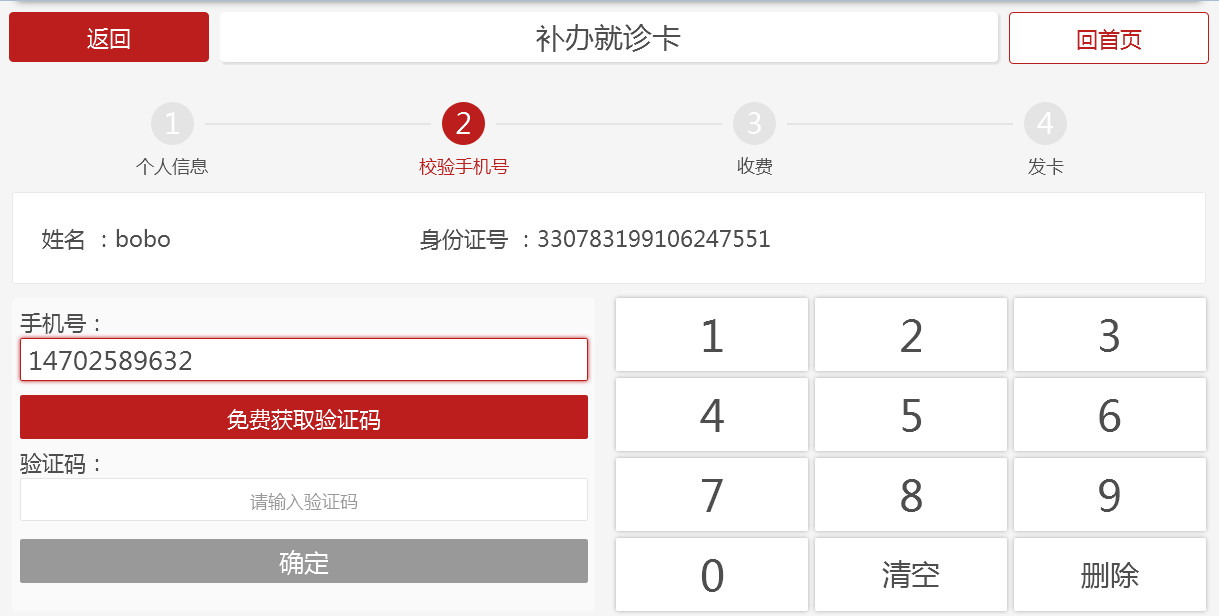 返回
补办就诊卡
回首页
1
2
3
4
个人信息
校验手机号
收费
发卡
姓名 ：bobo
身份证号 ：330783199106247551
手机号：
14702589632
免费获取验证码
验证码：
请输入验证码
确定
1
2
3
4
5
6
7
8
9
0
清空
删除